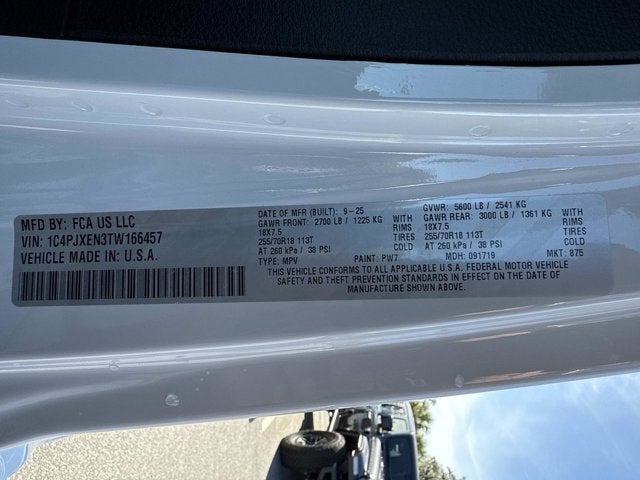 MFD BY: FCA US LLC
VIN: 1C4PJXEN3TW166457
VEHICLE MADE IN: U.S.A.
DATE OF MFR (BUILT): 9-25 GVWR: 5600 LB / 2541 KG
GAWR FRONT: 2700 LB / 1225 KG WITH GAWR REAR: 3000 LB / 1361 KG WITH
18X7.5 RIMS 18X7.5 RIMS
255/70R18 113T TIRES 255/70R18 113T TIRES
AT 260 kPa / 38 PSI COLD AT 260 kPa / 38 PSI COLD
TYPE: MPV PAINT: PW7 MDH: 091719 MKT: 875
THIS VEHICLE CONFORMS TO ALL APPLICABLE U.S.A. FEDERAL MOTOR VEHICLE
SAFETY AND THEFT PREVENTION STANDARDS IN EFFECT ON THE DATE OF
MANUFACTURE SHOWN ABOVE.